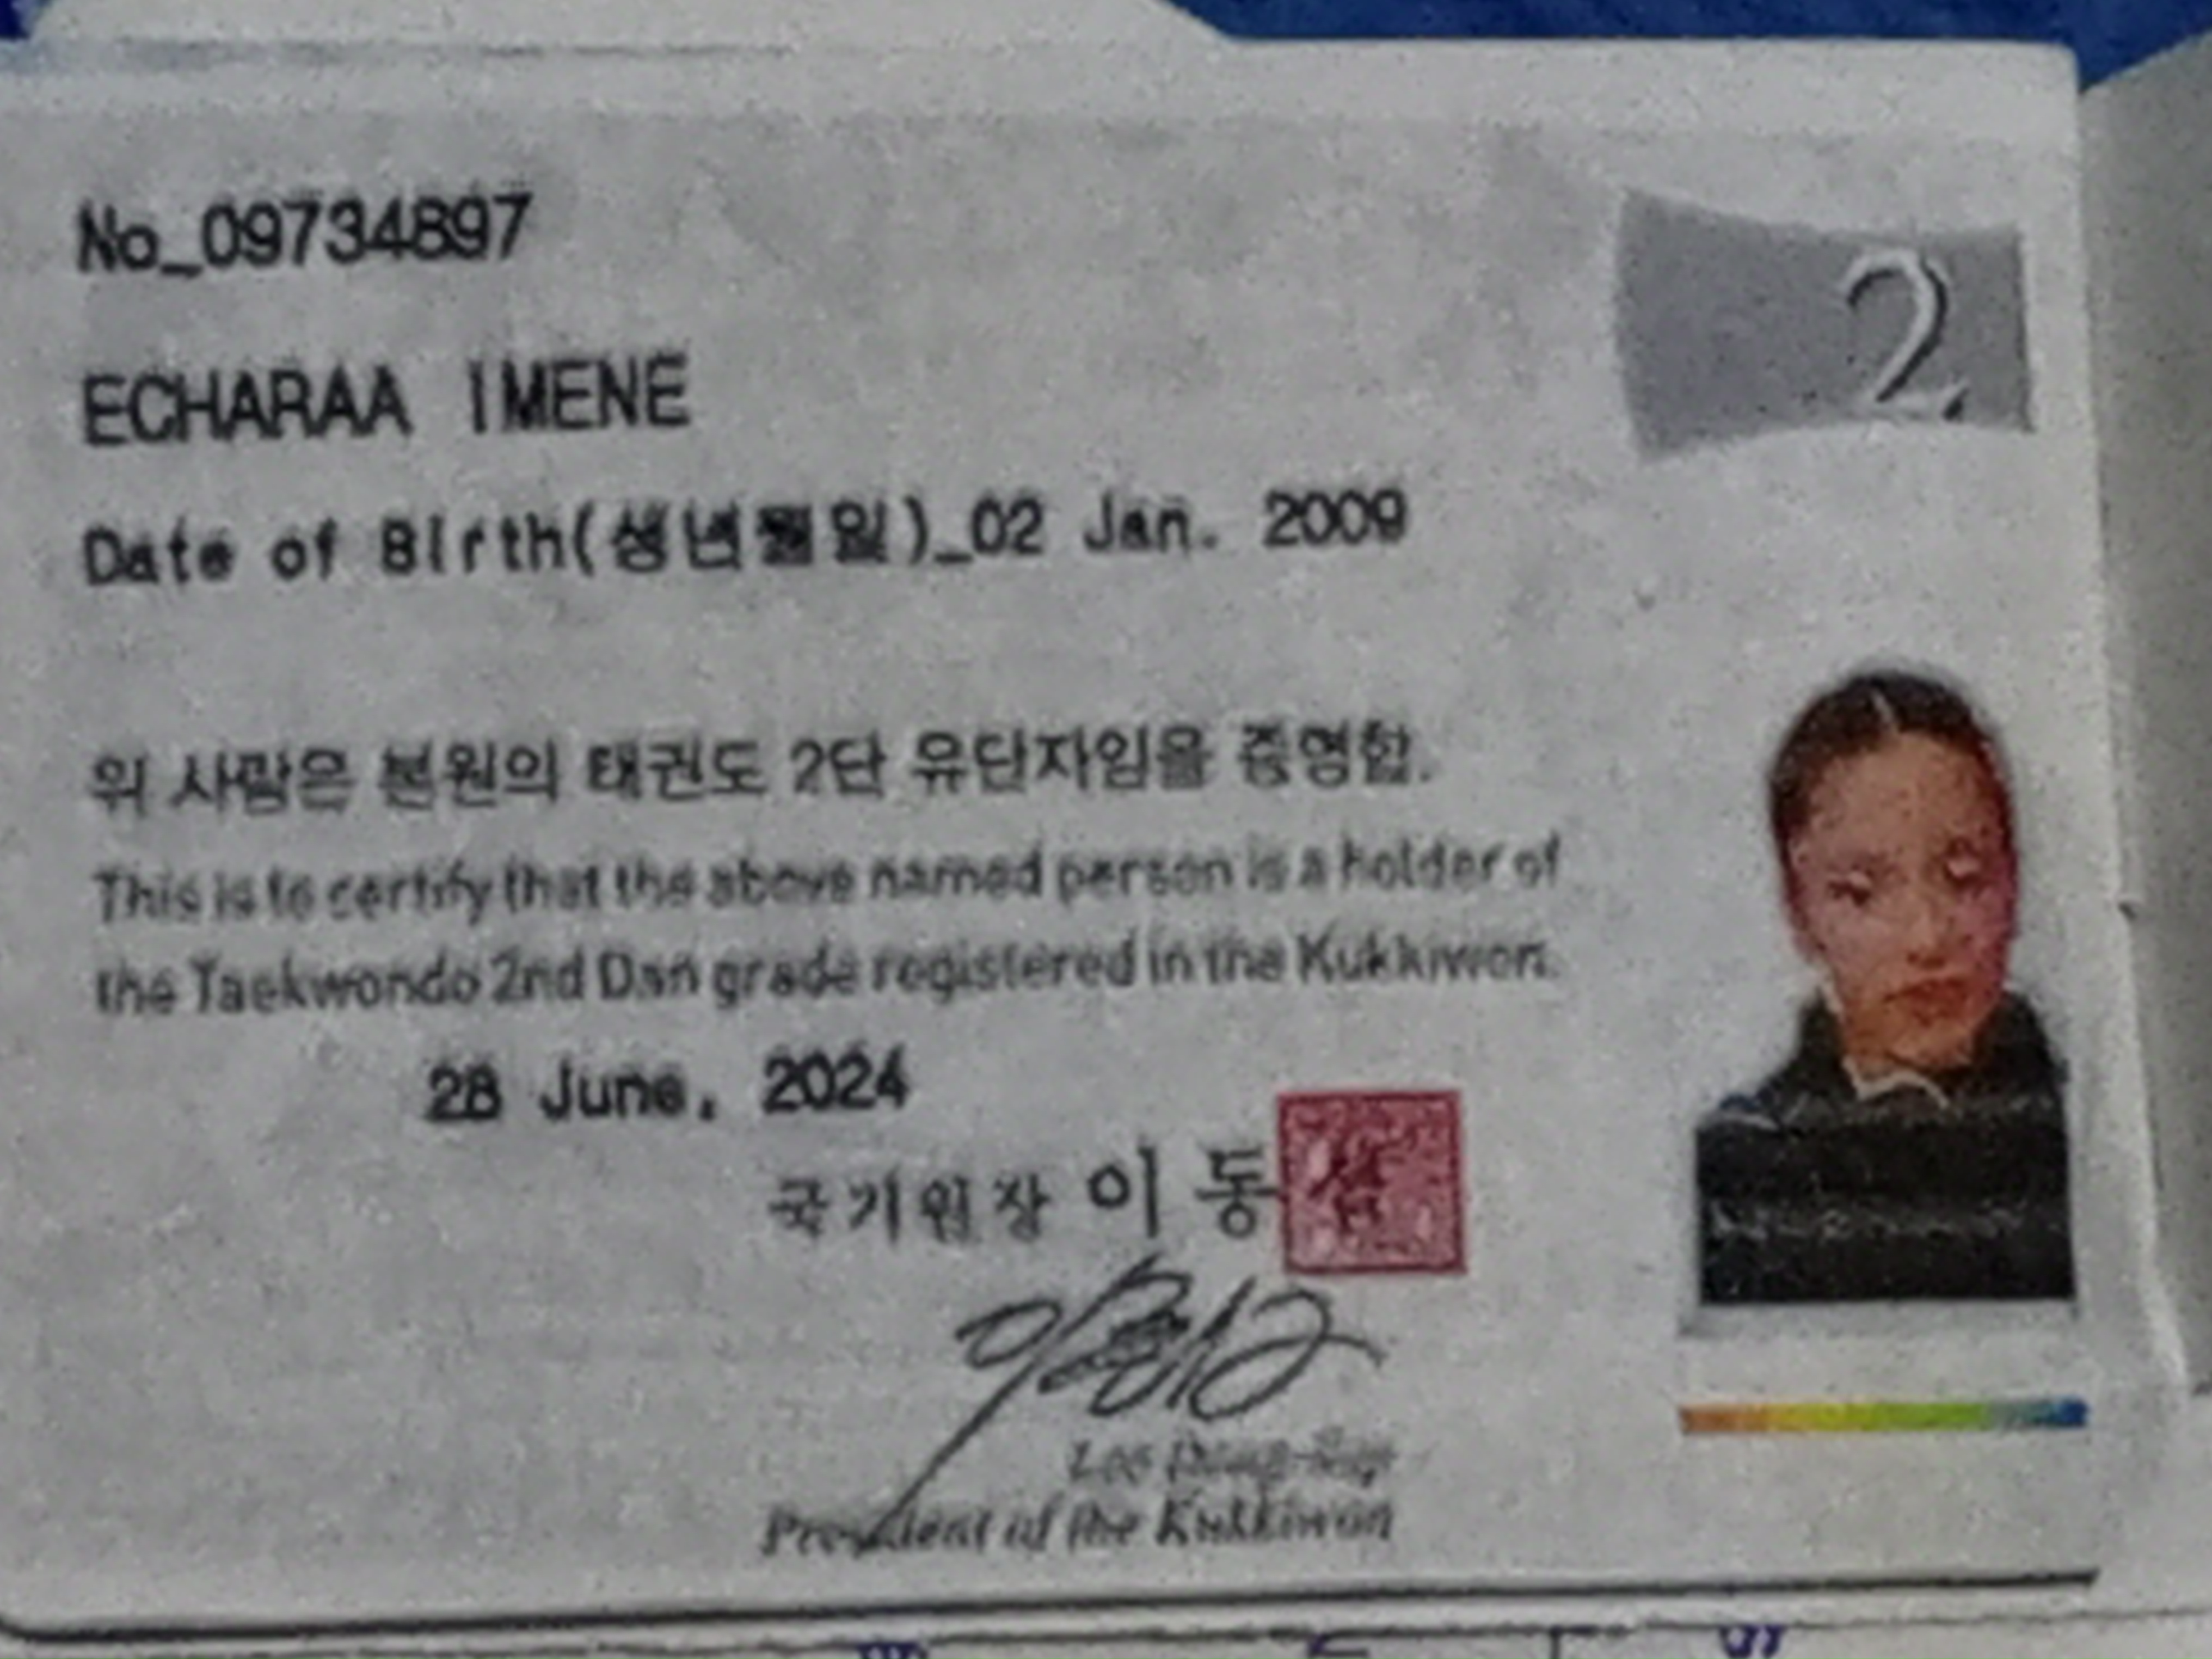 No_09734897
2
ECHARAA IMENE
Date of Birth(생년월일)_02 Jan. 2009
위 사람은 본원의 태권도 2단 유단자임을 증명함.
This is to certify that the above named person is a holder of
the Taekwondo 2nd Dan grade registered in the Kukkiwon.
28 June, 2024
국기원장 이 동
Lee Dong-Sup
President of the Kukkiwon